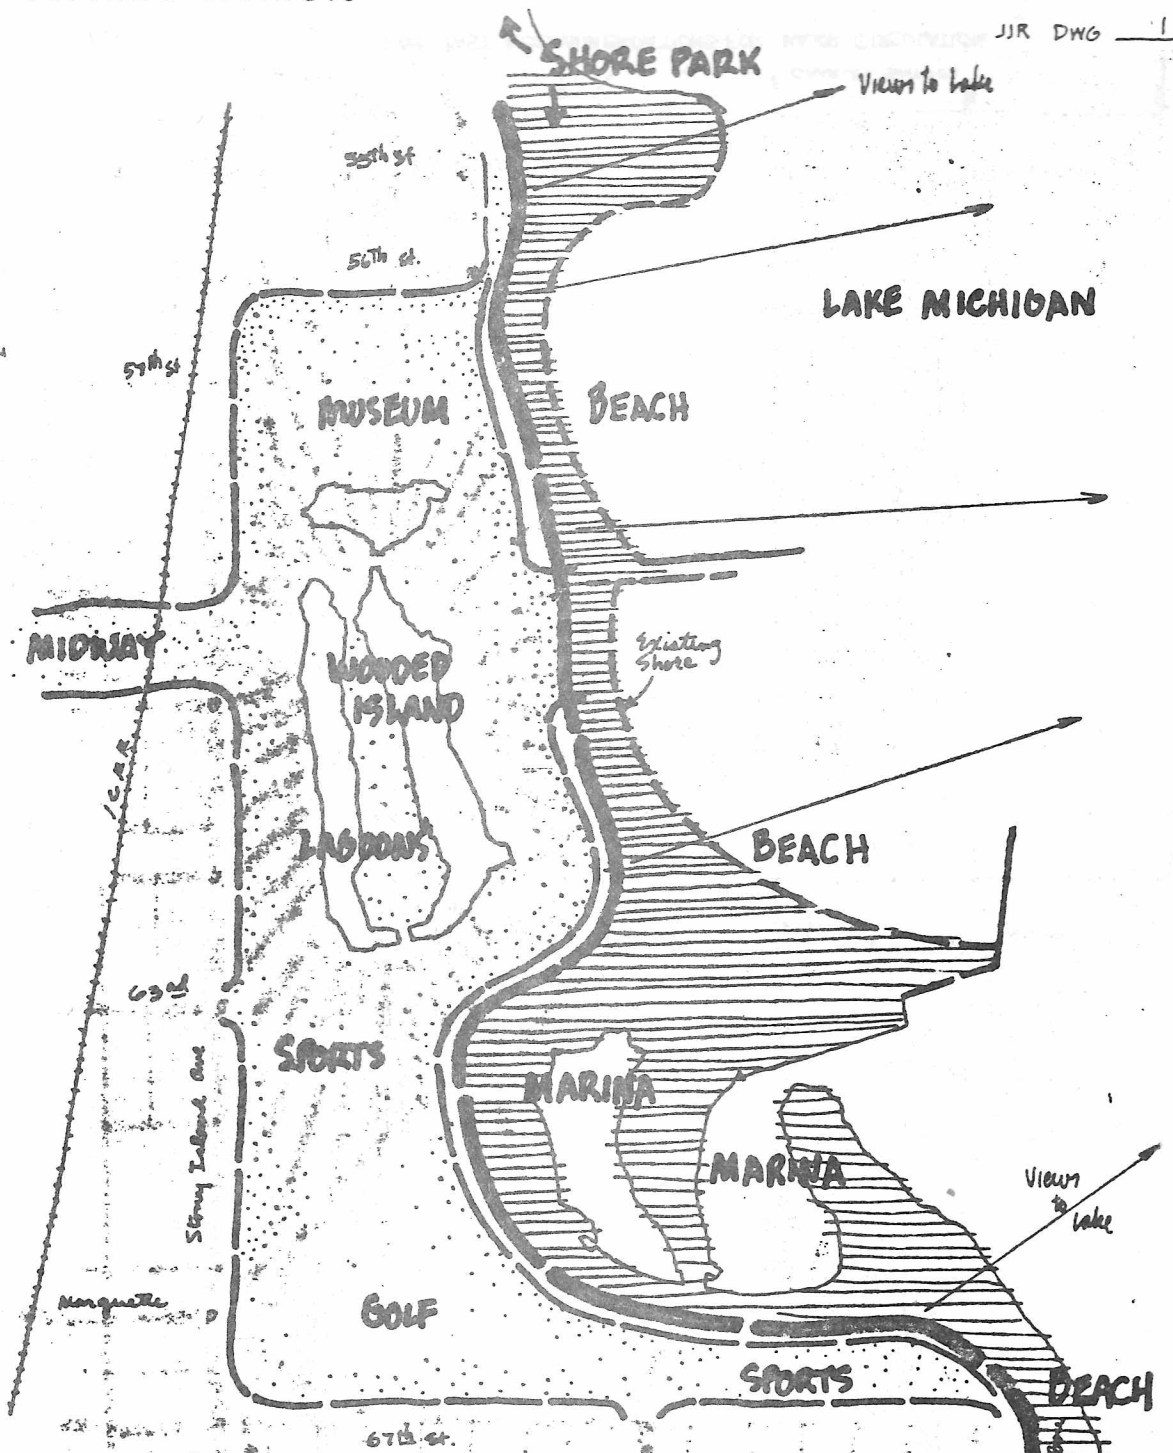 JJR DWG 1
SHORE PARK
Views to Lake
55th St
56th St.
LAKE MICHIGAN
57th St
MUSEUM
BEACH
MIDWAY
Existing
Shore
WOODED
ISLAND
I.C.R.R.
LAGOONS
BEACH
63rd
SPORTS
MARINA
Stony Island Ave
MARINA
Views
to
Lake
Marquette
GOLF
SPORTS
BEACH
67th St.